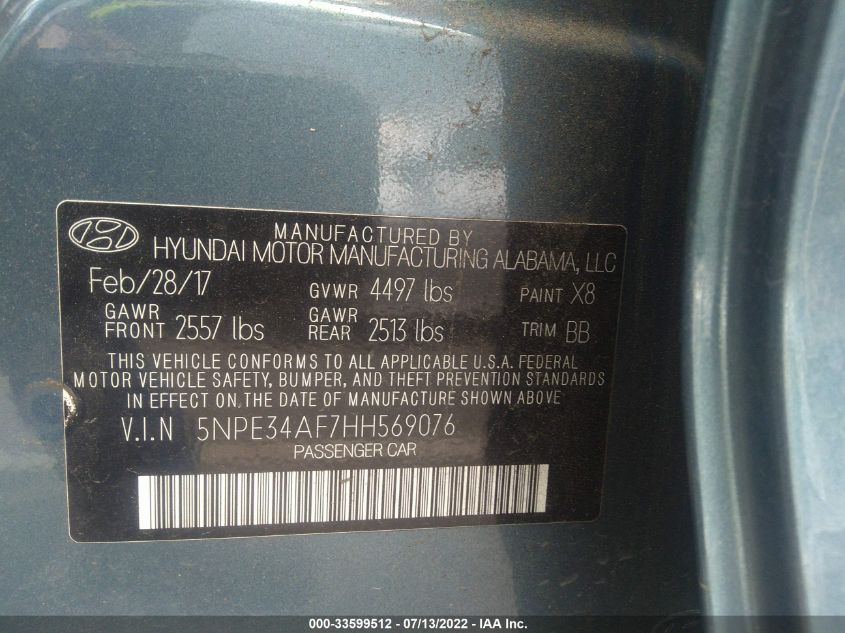 MANUFACTURED BY
HYUNDAI MOTOR MANUFACTURING ALABAMA, LLC
Feb/28/17 GVWR 4497 lbs PAINT X8
GAWR FRONT 2557 lbs GAWR REAR 2513 lbs TRIM BB
THIS VEHICLE CONFORMS TO ALL APPLICABLE U.S.A. FEDERAL
MOTOR VEHICLE SAFETY, BUMPER, AND THEFT PREVENTION STANDARDS
IN EFFECT ON THE DATE OF MANUFACTURE SHOWN ABOVE
V.I.N 5NPE34AF7HH569076
PASSENGER CAR
000-33599512 - 07/13/2022 - IAA Inc.